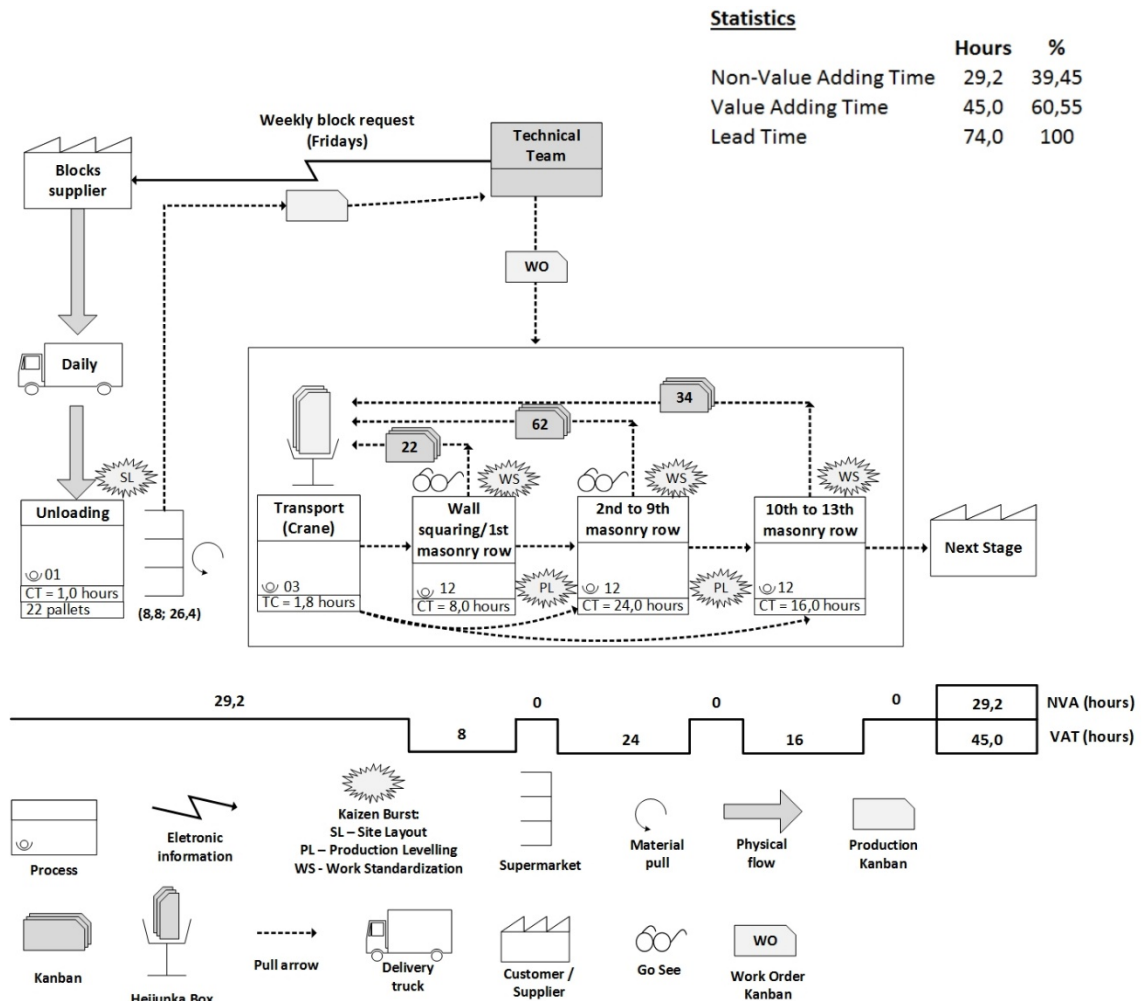 Statistics
Hours %
Non-Value Adding Time 29,2 39,45
Value Adding Time 45,0 60,55
Lead Time 74,0 100
Weekly block request
(Fridays)
Technical
Team
Blocks
supplier
WO
Daily
34
62
22
SL
WS
WS
WS
Unloading
01
CT = 1,0 hours
22 pallets
(8,8; 26,4)
Transport
(Crane)
03
TC = 1,8 hours
Wall
squaring/1st
masonry row
12
CT = 8,0 hours
PL
2nd to 9th
masonry row
12
CT = 24,0 hours
PL
10th to 13th
masonry row
12
CT = 16,0 hours
Next Stage
29,2
0
0
0
29,2
NVA (hours)
8
24
16
45,0
VAT (hours)
Process
Eletronic
information
Kaizen Burst:
SL – Site Layout
PL – Production Levelling
WS - Work Standardization
Supermarket
Material
pull
Physical
flow
Production
Kanban
Kanban
Heijunka Box
Pull arrow
Delivery
truck
Customer /
Supplier
Go See
WO
Work Order
Kanban